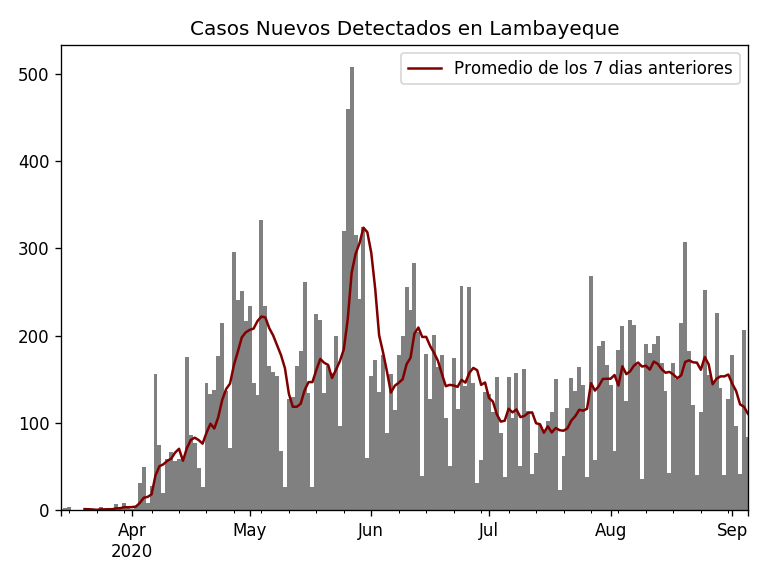 Casos Nuevos Detectados en Lambayeque
Promedio de los 7 dias anteriores
500
400
300
200
100
0
Apr May Jun Jul Aug Sep
2020